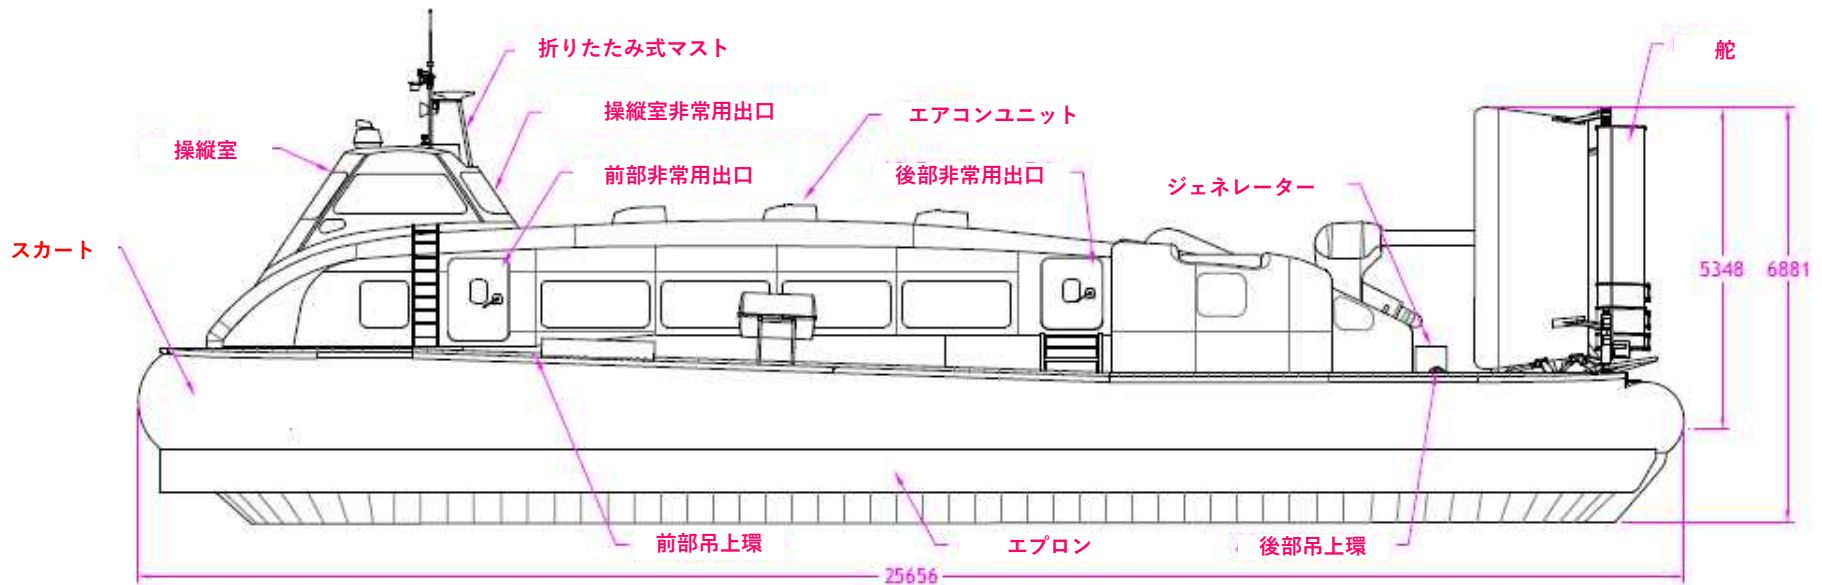 折りたたみ式マスト
舵
操縦室非常用出口
エアコンユニット
操縦室
前部非常用出口
後部非常用出口
ジェネレーター
スカート
5348
6881
前部吊上環
エプロン
後部吊上環
25656